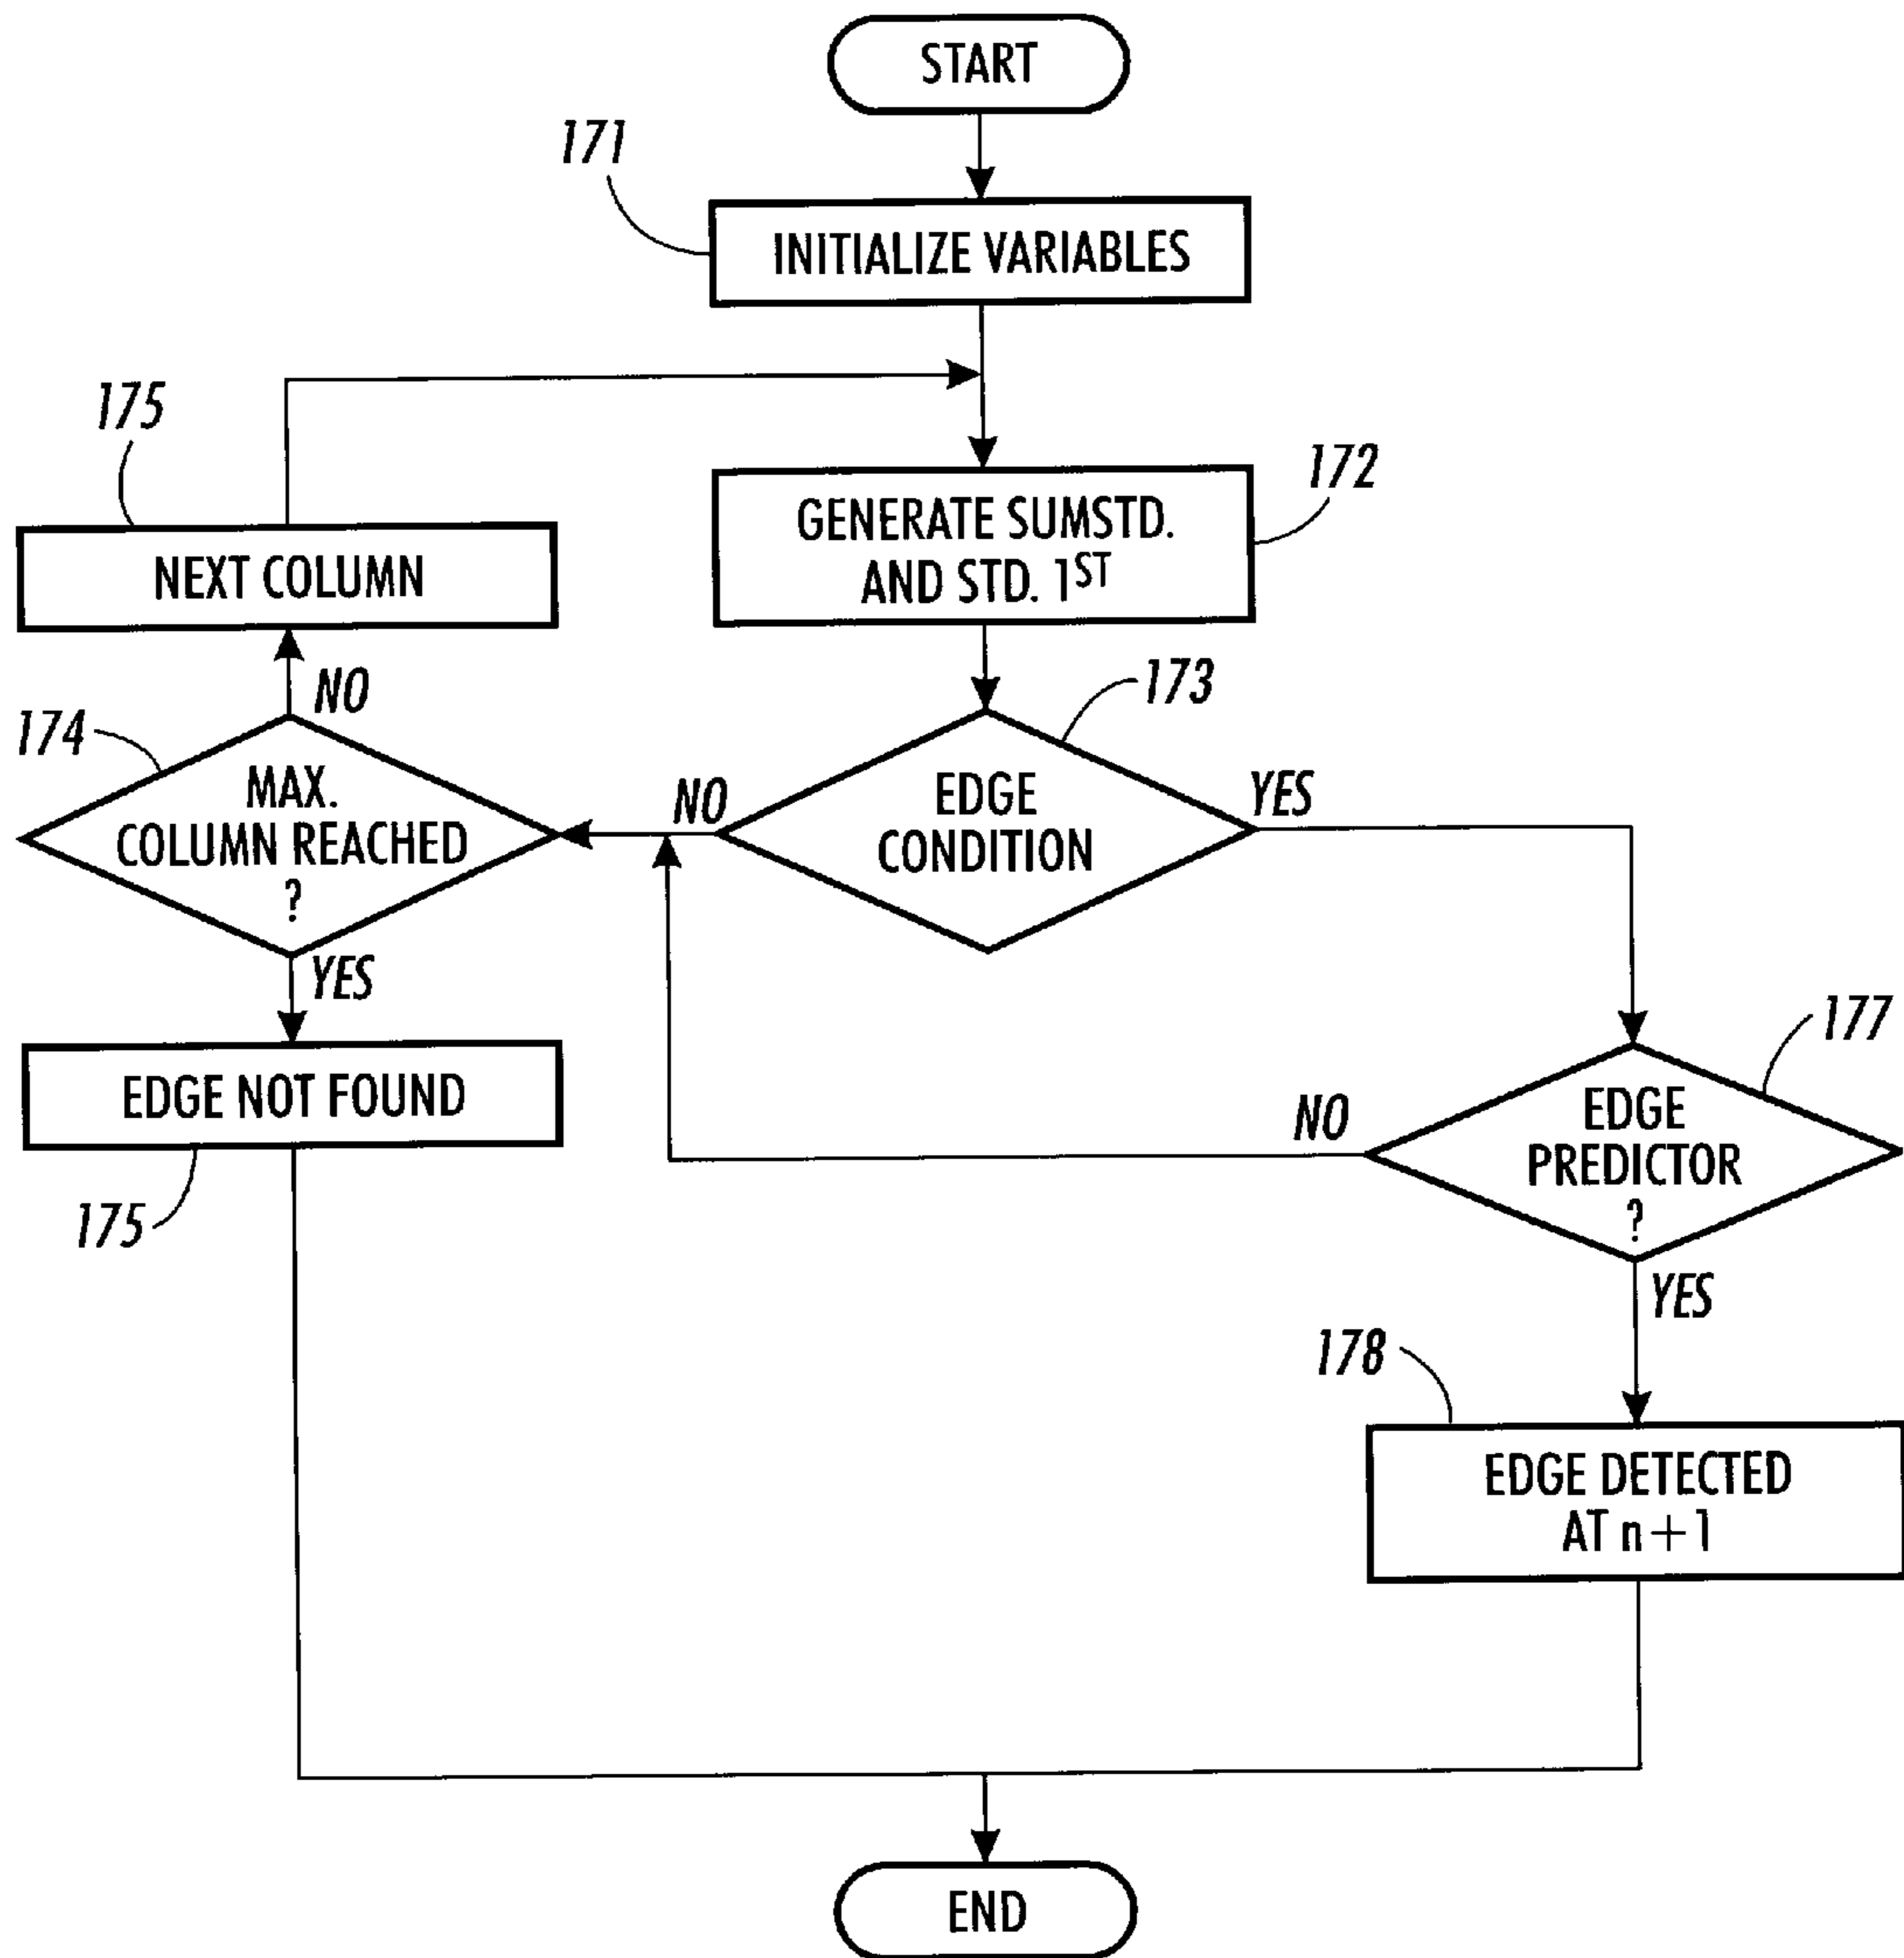 START
171
INITIALIZE VARIABLES
175
172
GENERATE SUMSTD.
AND STD. 1ST
NEXT COLUMN
NO
173
174
MAX.
COLUMN REACHED
?
NO
EDGE
CONDITION
YES
YES
177
EDGE NOT FOUND
175
NO
EDGE
PREDICTOR
?
YES
178
EDGE DETECTED
AT n+1
END